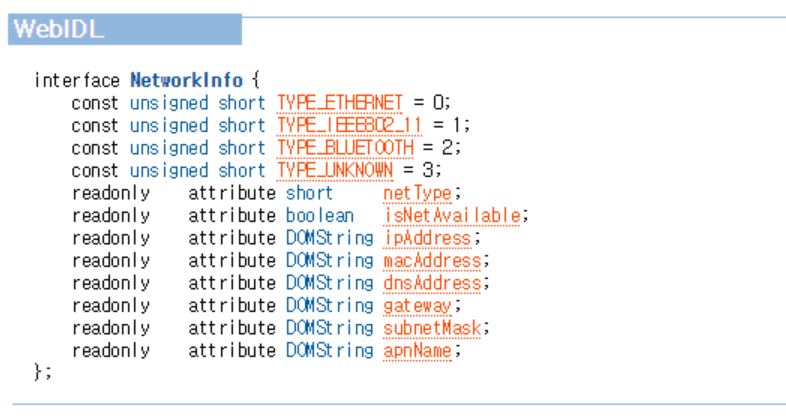 WebIDL
interface NetworkInfo {
    const unsigned short TYPE_ETHERNET = 0;
    const unsigned short TYPE_IEEE802_11 = 1;
    const unsigned short TYPE_BLUETOOTH = 2;
    const unsigned short TYPE_UNKNOWN = 3;
    readonly    attribute short     netType;
    readonly    attribute boolean   isNetAvailable;
    readonly    attribute DOMString ipAddress;
    readonly    attribute DOMString macAddress;
    readonly    attribute DOMString dnsAddress;
    readonly    attribute DOMString gateway;
    readonly    attribute DOMString subnetMask;
    readonly    attribute DOMString apnName;
};